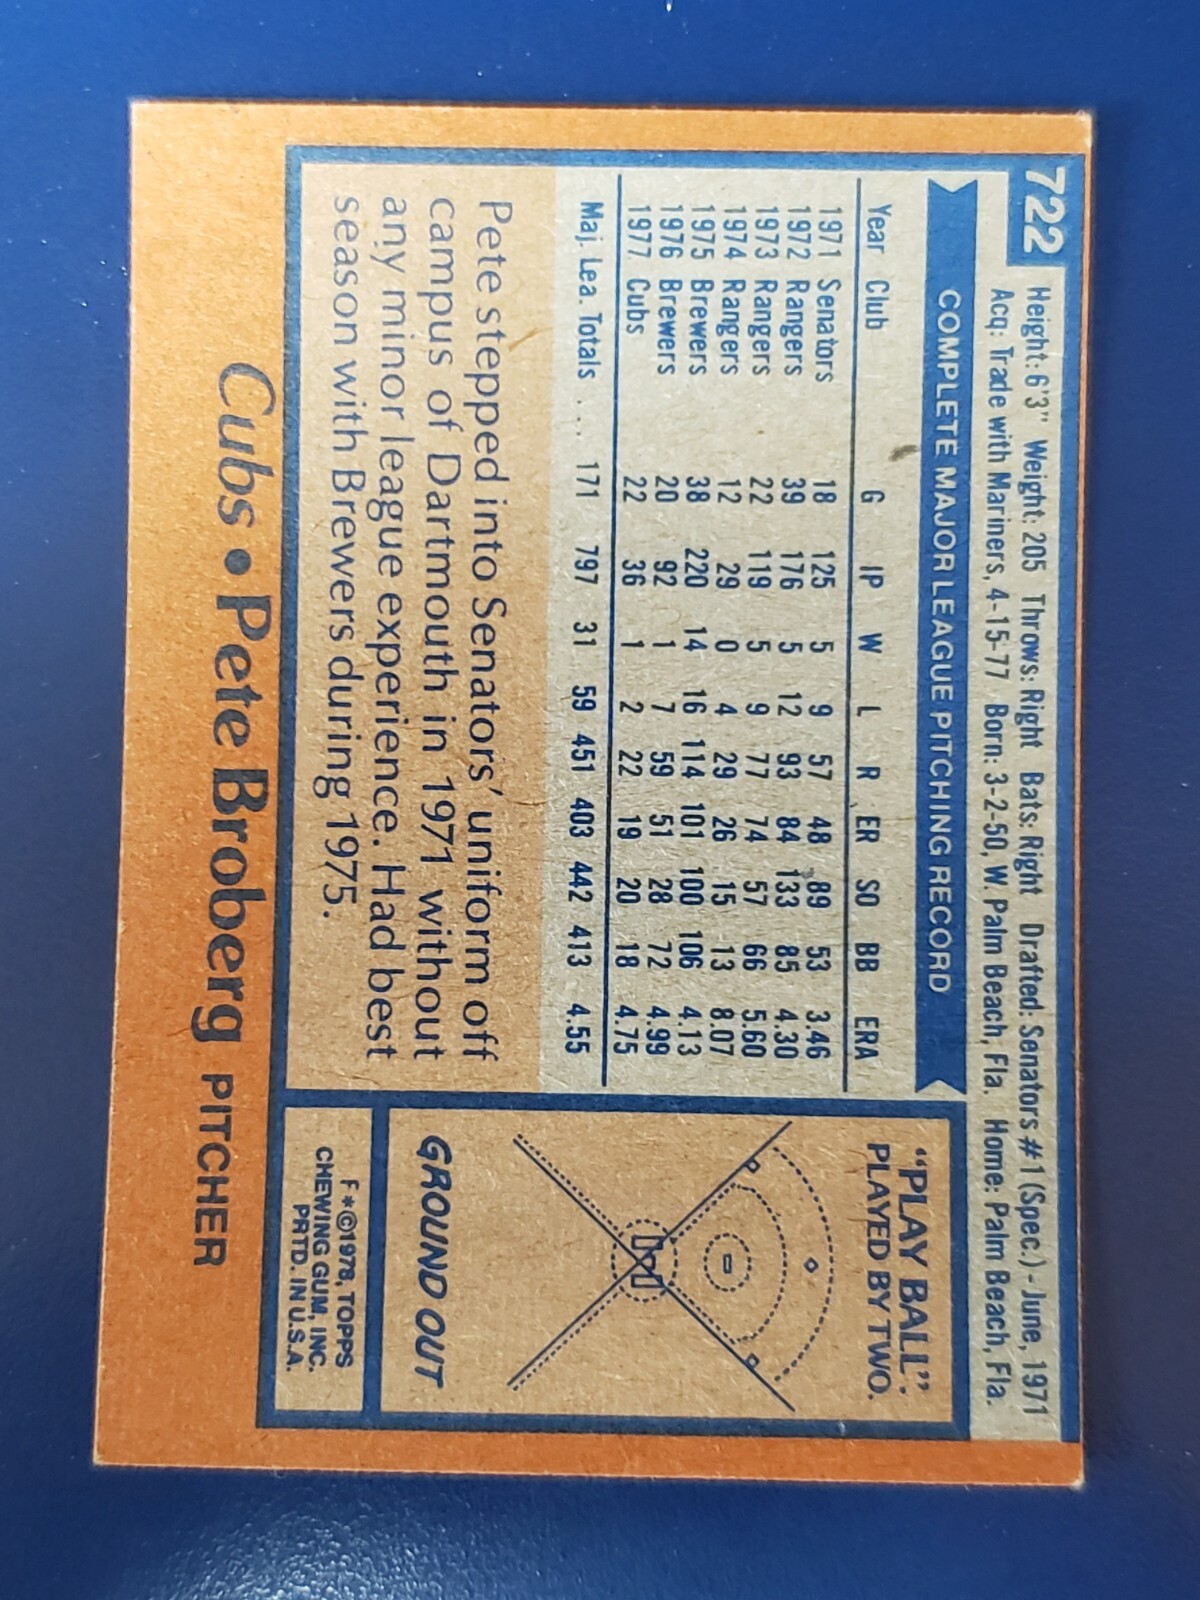 722
Height: 6'3" Weight: 205 Throws: Right Bats: Right Drafted: Senators #1 (Spec.) - June, 1971
Acq: Trade with Mariners, 4-15-77 Born: 3-2-50, W. Palm Beach, Fla. Home: Palm Beach, Fla.
COMPLETE MAJOR LEAGUE PITCHING RECORD
Year Club G IP W L R ER SO BB ERA
1971 Senators 18 125 5 9 57 48 89 53 3.46
1972 Rangers 39 176 5 12 93 84 133 85 4.30
1973 Rangers 22 119 5 9 77 74 57 66 5.60
1974 Rangers 12 29 0 4 29 26 15 13 8.07
1975 Brewers 38 220 14 16 114 101 100 106 4.13
1976 Brewers 20 92 1 7 59 51 28 72 4.99
1977 Cubs 22 36 1 2 22 19 20 18 4.75
Maj. Lea. Totals ... 171 797 31 59 451 403 442 413 4.55
Pete stepped into Senators' uniform off
campus of Dartmouth in 1971 without
any minor league experience. Had best
season with Brewers during 1975.
"PLAY BALL":
PLAYED BY TWO.
GROUND OUT
F*©1978, TOPPS
CHEWING GUM, INC.
PRTD. IN U.S.A.
Cubs • Pete Broberg PITCHER